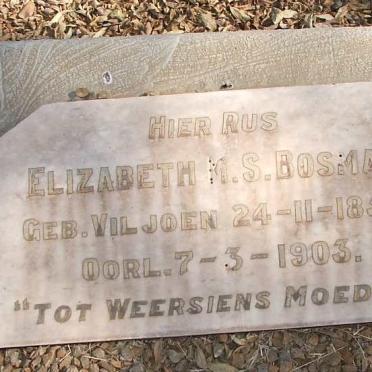 HIER RUS
ELIZABETH M.S. BOSMA
GEB. VILJOEN 24-11-18
OORL. 7-3-1903.
"TOT WEERSIENS MOED